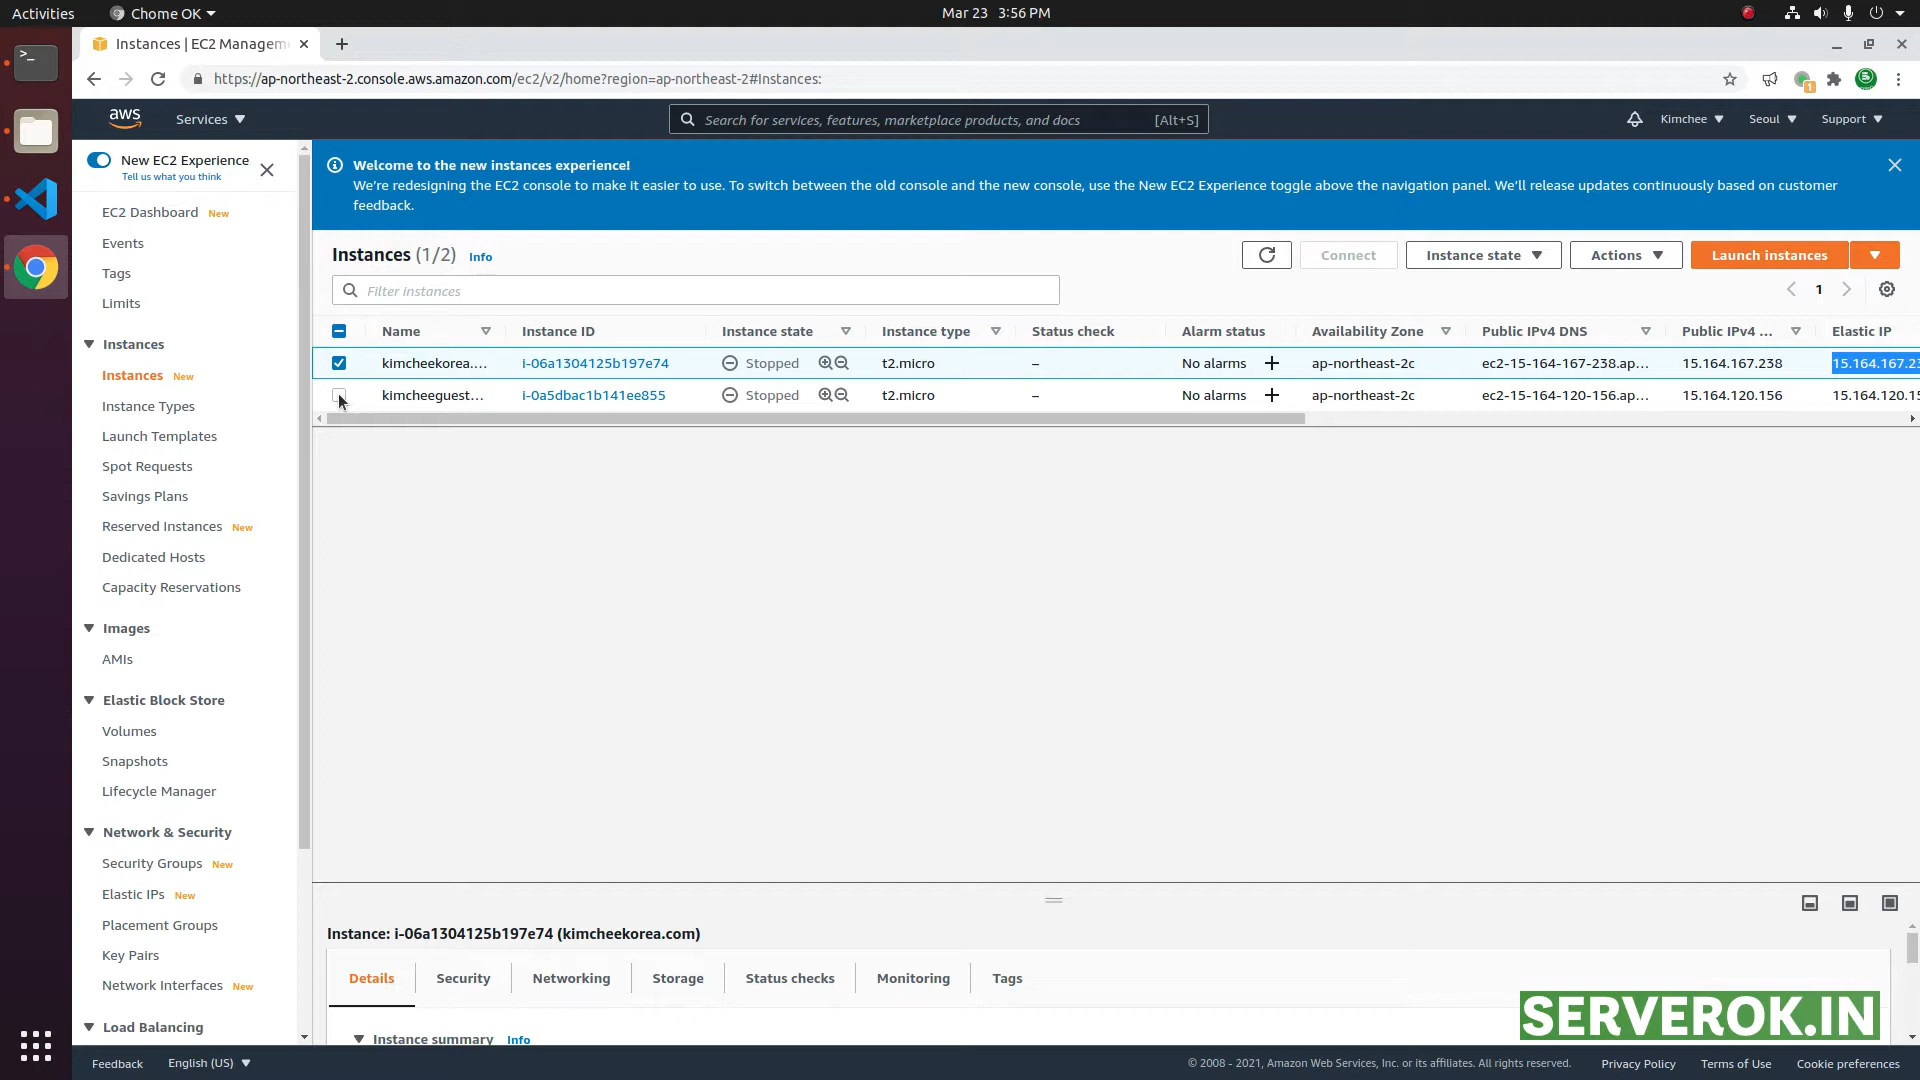 Activities
Chome OK
Mar 23 3:56 PM
Instances | EC2 Managem
https://ap-northeast-2.console.aws.amazon.com/ec2/v2/home?region=ap-northeast-2#Instances:
1
aws
Services
Search for services, features, marketplace products, and docs
[Alt+S]
Kimchee
Seoul
Support
New EC2 Experience
Tell us what you think
EC2 Dashboard New
Events
Tags
Limits
Instances
Instances New
Instance Types
Launch Templates
Spot Requests
Savings Plans
Reserved Instances New
Dedicated Hosts
Capacity Reservations
Images
AMIs
Elastic Block Store
Volumes
Snapshots
Lifecycle Manager
Network & Security
Security Groups New
Elastic IPs New
Placement Groups
Key Pairs
Network Interfaces New
Load Balancing
Welcome to the new instances experience!
We're redesigning the EC2 console to make it easier to use. To switch between the old console and the new console, use the New EC2 Experience toggle above the navigation panel. We'll release updates continuously based on customer
feedback.
Instances (1/2) Info
Connect
Instance state
Actions
Launch instances
Filter instances
1
Name Instance ID Instance state Instance type Status check Alarm status Availability Zone Public IPv4 DNS Public IPv4 ... Elastic IP
kimcheekorea.... i-06a1304125b197e74 Stopped t2.micro – No alarms + ap-northeast-2c ec2-15-164-167-238.ap... 15.164.167.238 15.164.167.23
kimcheeguest... i-0a5dbac1b141ee855 Stopped t2.micro – No alarms + ap-northeast-2c ec2-15-164-120-156.ap... 15.164.120.156 15.164.120.15
Instance: i-06a1304125b197e74 (kimcheekorea.com)
Details
Security
Networking
Storage
Status checks
Monitoring
Tags
Instance summary Info
SERVEROK.IN
Feedback
English (US)
© 2008 - 2021, Amazon Web Services, Inc. or its affiliates. All rights reserved.
Privacy Policy
Terms of Use
Cookie preferences